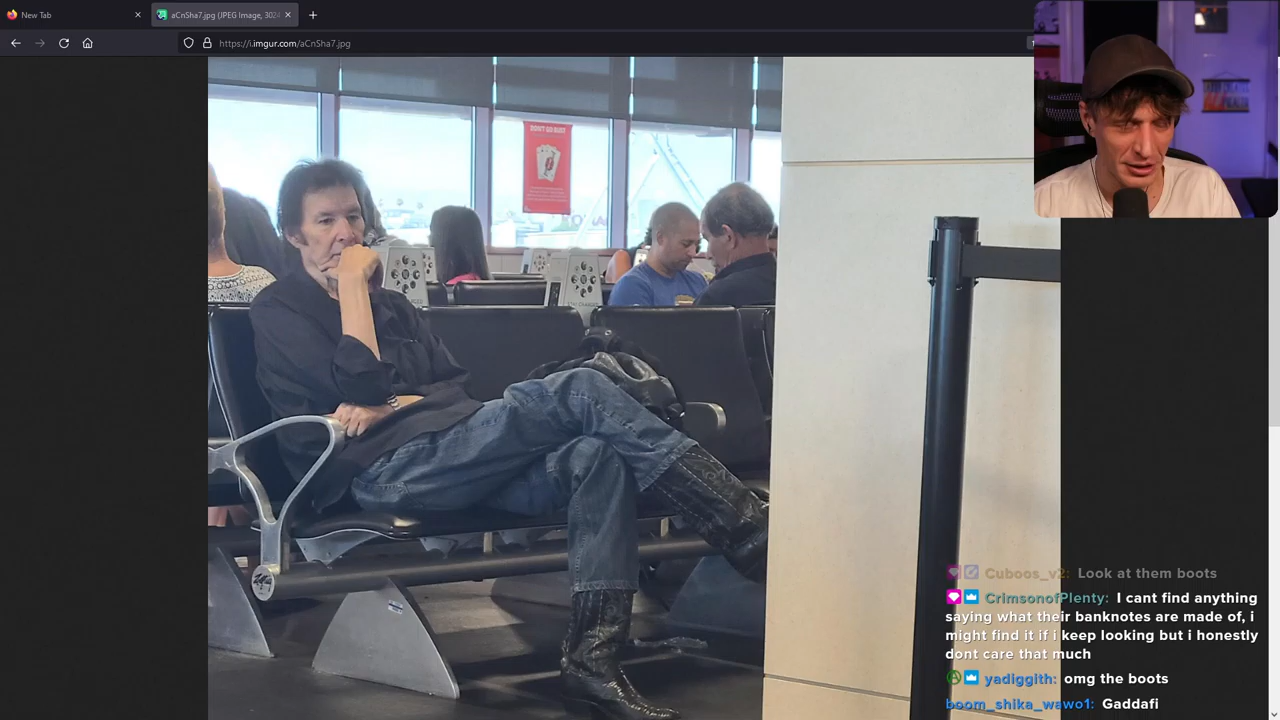 New Tab
aCnSha7.jpg (JPEG Image, 3024
https://i.imgur.com/aCnSha7.jpg
DON'T GO BUST
Cuboos_v2: Look at them boots
CrimsonofPlenty: I cant find anything
saying what their banknotes are made of, i
might find it if i keep looking but i honestly
dont care that much
yadiggith: omg the boots
boom_shika_wawo1: Gaddafi